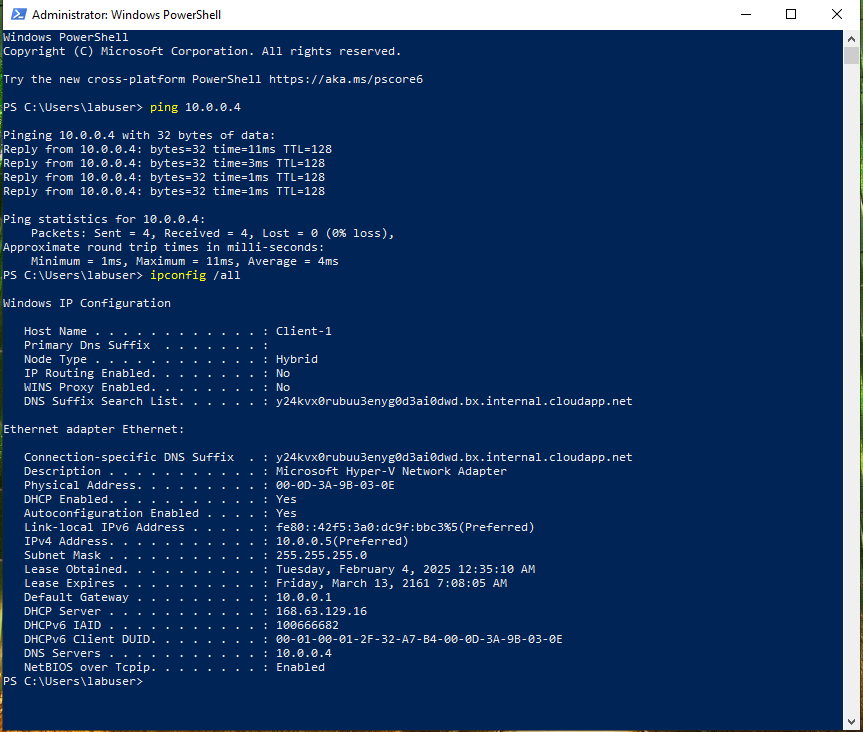 Administrator: Windows PowerShell
Windows PowerShell
Copyright (C) Microsoft Corporation. All rights reserved.
Try the new cross-platform PowerShell https://aka.ms/pscore6
PS C:\Users\labuser> ping 10.0.0.4
Pinging 10.0.0.4 with 32 bytes of data:
Reply from 10.0.0.4: bytes=32 time=11ms TTL=128
Reply from 10.0.0.4: bytes=32 time=3ms TTL=128
Reply from 10.0.0.4: bytes=32 time=1ms TTL=128
Reply from 10.0.0.4: bytes=32 time=1ms TTL=128
Ping statistics for 10.0.0.4:
    Packets: Sent = 4, Received = 4, Lost = 0 (0% loss),
Approximate round trip times in milli-seconds:
    Minimum = 1ms, Maximum = 11ms, Average = 4ms
PS C:\Users\labuser> ipconfig /all
Windows IP Configuration
   Host Name . . . . . . . . . . . . : Client-1
   Primary Dns Suffix  . . . . . . . :
   Node Type . . . . . . . . . . . . : Hybrid
   IP Routing Enabled. . . . . . . . : No
   WINS Proxy Enabled. . . . . . . . : No
   DNS Suffix Search List. . . . . . : y24kvx0rubuu3enyg0d3ai0dwd.bx.internal.cloudapp.net
Ethernet adapter Ethernet:
   Connection-specific DNS Suffix  . : y24kvx0rubuu3enyg0d3ai0dwd.bx.internal.cloudapp.net
   Description . . . . . . . . . . . : Microsoft Hyper-V Network Adapter
   Physical Address. . . . . . . . . : 00-0D-3A-9B-03-0E
   DHCP Enabled. . . . . . . . . . . : Yes
   Autoconfiguration Enabled . . . . : Yes
   Link-local IPv6 Address . . . . . : fe80::42f5:3a0:dc9f:bbc3%5(Preferred)
   IPv4 Address. . . . . . . . . . . : 10.0.0.5(Preferred)
   Subnet Mask . . . . . . . . . . . : 255.255.255.0
   Lease Obtained. . . . . . . . . . : Tuesday, February 4, 2025 12:35:10 AM
   Lease Expires . . . . . . . . . . : Friday, March 13, 2161 7:08:05 AM
   Default Gateway . . . . . . . . . : 10.0.0.1
   DHCP Server . . . . . . . . . . . : 168.63.129.16
   DHCPv6 IAID . . . . . . . . . . . : 100666682
   DHCPv6 Client DUID. . . . . . . . : 00-01-00-01-2F-32-A7-B4-00-0D-3A-9B-03-0E
   DNS Servers . . . . . . . . . . . : 10.0.0.4
   NetBIOS over Tcpip. . . . . . . . : Enabled
PS C:\Users\labuser>